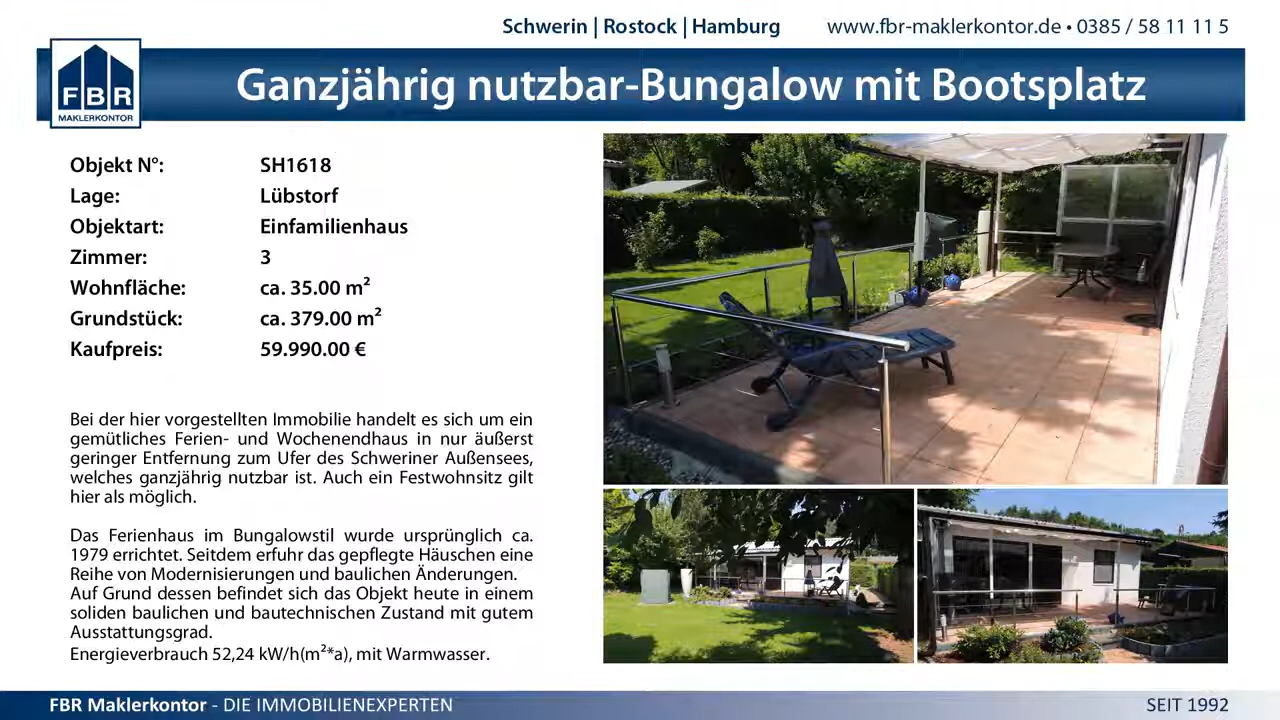 Schwerin | Rostock | Hamburg www.fbr-maklerkontor.de • 0385 / 58 11 11 5
FBR
MAKLERKONTOR
Ganzjährig nutzbar-Bungalow mit Bootsplatz
Objekt N°: SH1618
Lage: Lübstorf
Objektart: Einfamilienhaus
Zimmer: 3
Wohnfläche: ca. 35.00 m²
Grundstück: ca. 379.00 m²
Kaufpreis: 59.990.00 €
Bei der hier vorgestellten Immobilie handelt es sich um ein
gemütliches Ferien- und Wochenendhaus in nur äußerst
geringer Entfernung zum Ufer des Schweriner Außensees,
welches ganzjährig nutzbar ist. Auch ein Festwohnsitz gilt
hier als möglich.
Das Ferienhaus im Bungalowstil wurde ursprünglich ca.
1979 errichtet. Seitdem erfuhr das gepflegte Häuschen eine
Reihe von Modernisierungen und baulichen Änderungen.
Auf Grund dessen befindet sich das Objekt heute in einem
soliden baulichen und bautechnischen Zustand mit gutem
Ausstattungsgrad.
Energieverbrauch 52,24 kW/h(m²*a), mit Warmwasser.
FBR Maklerkontor - DIE IMMOBILIENEXPERTEN SEIT 1992